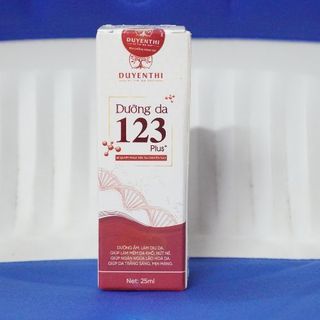 DUYENTHI
DUYENTHI
Dưỡng da
123
Plus+
DƯỠNG ẨM, LÀM DỊU DA,
GIÚP LÀM MỀM DA KHÔ, NỨT NẺ,
GIÚP NGĂN NGỪA LÃO HÓA DA,
GIÚP DA TRẮNG SÁNG, MỊN MÀNG.
Net: 25ml